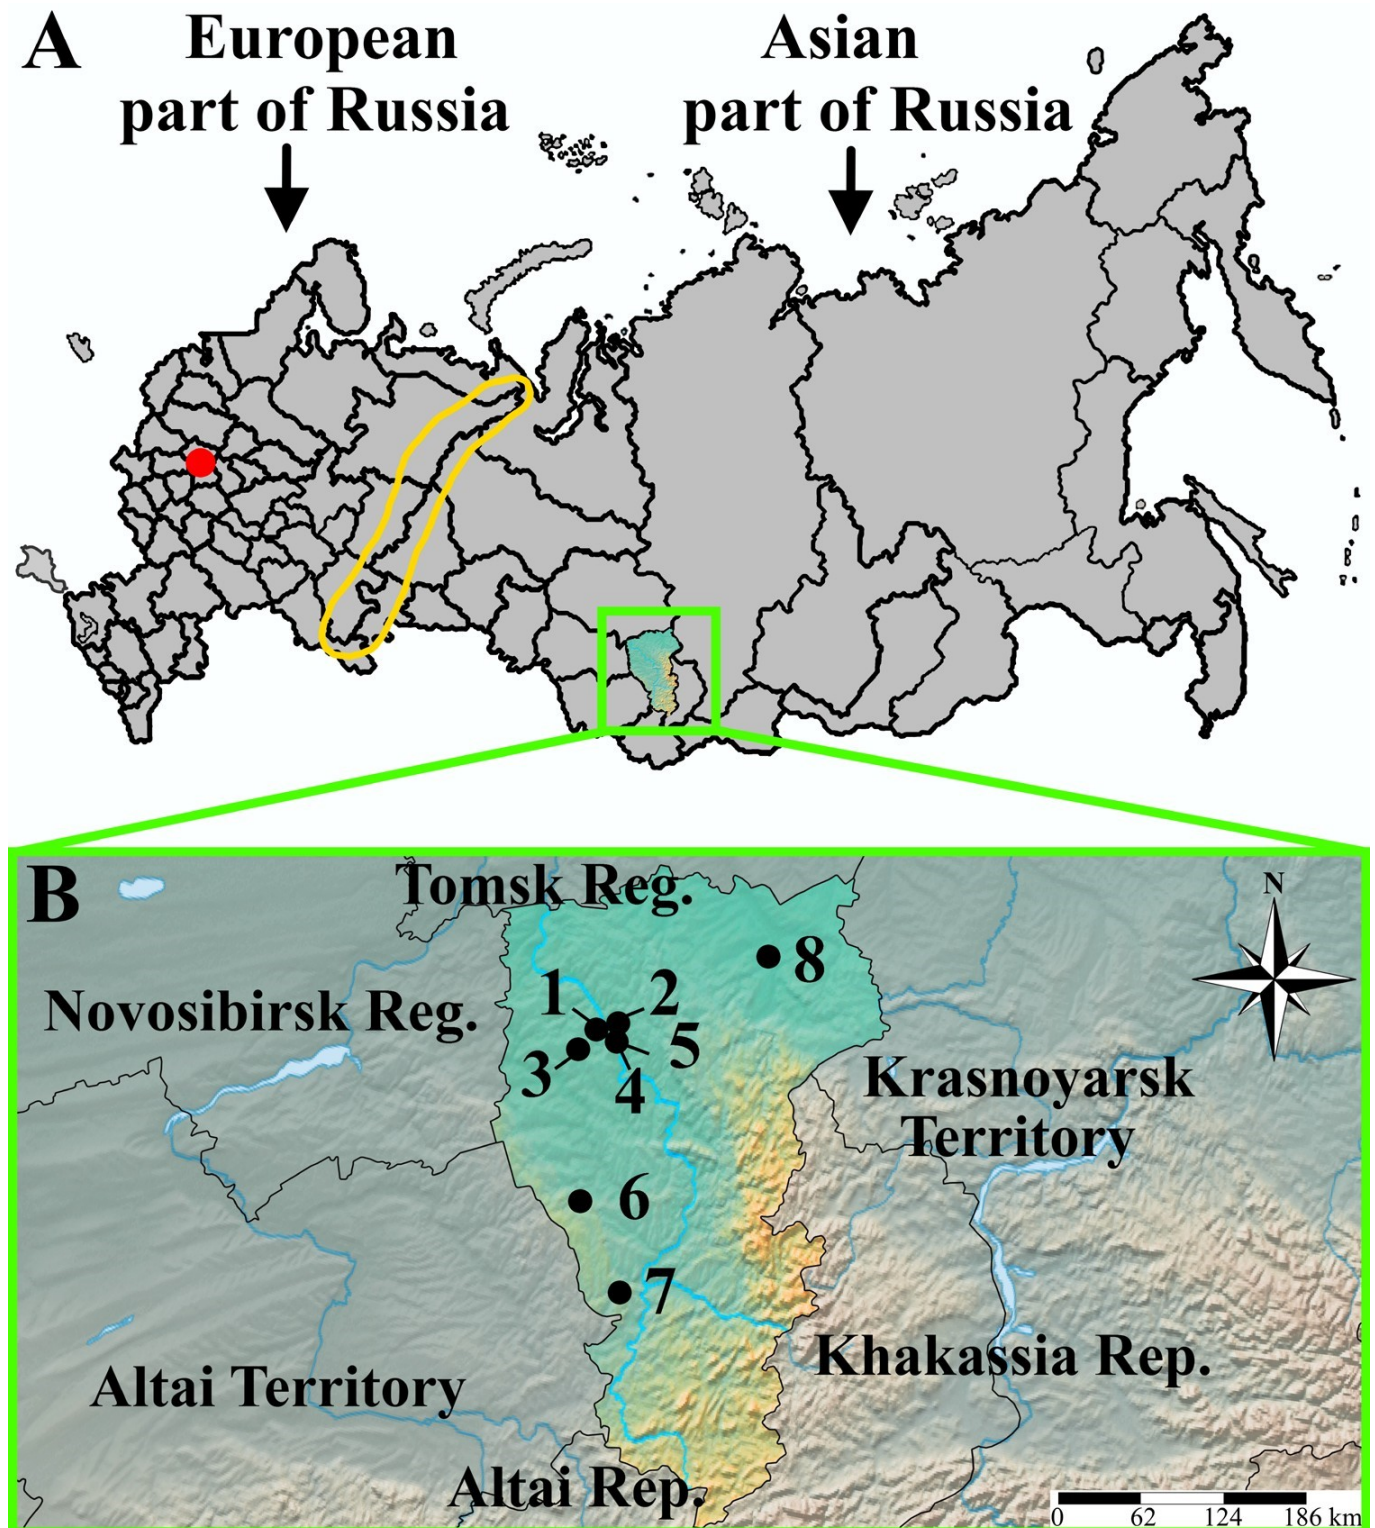 A
European
part of Russia
Asian
part of Russia
B
Tomsk Reg.
N
8
Novosibirsk Reg.
1
2
3
5
4
Krasnoyarsk
Territory
6
7
Khakassia Rep.
Altai Territory
Altai Rep.
0 62 124 186 km